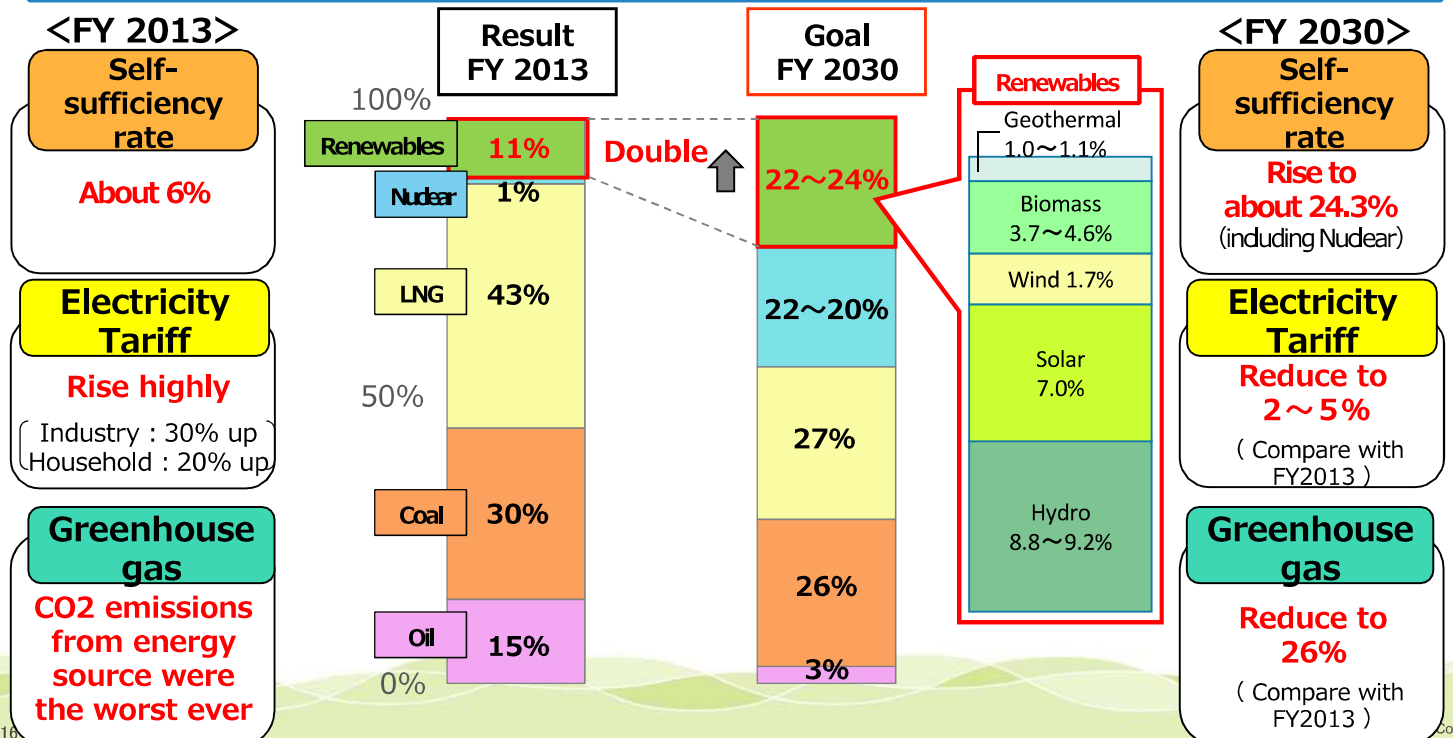 <FY 2013>
Self-
sufficiency
rate
About 6%
Electricity
Tariff
Rise highly
Industry : 30% up
Household : 20% up
Greenhouse
gas
CO2 emissions
from energy
source were
the worst ever
16
Result
FY 2013
100%
Renewables
11%
Nuclear
1%
LNG
43%
50%
Coal
30%
Oil
15%
0%
Double
Goal
FY 2030
22～24%
22～20%
27%
26%
3%
Renewables
Geothermal
1.0～1.1%
Biomass
3.7～4.6%
Wind 1.7%
Solar
7.0%
Hydro
8.8～9.2%
<FY 2030>
Self-
sufficiency
rate
Rise to
about 24.3%
(including Nuclear)
Electricity
Tariff
Reduce to
2～5%
( Compare with
FY2013 )
Greenhouse
gas
Reduce to
26%
( Compare with
FY2013 )